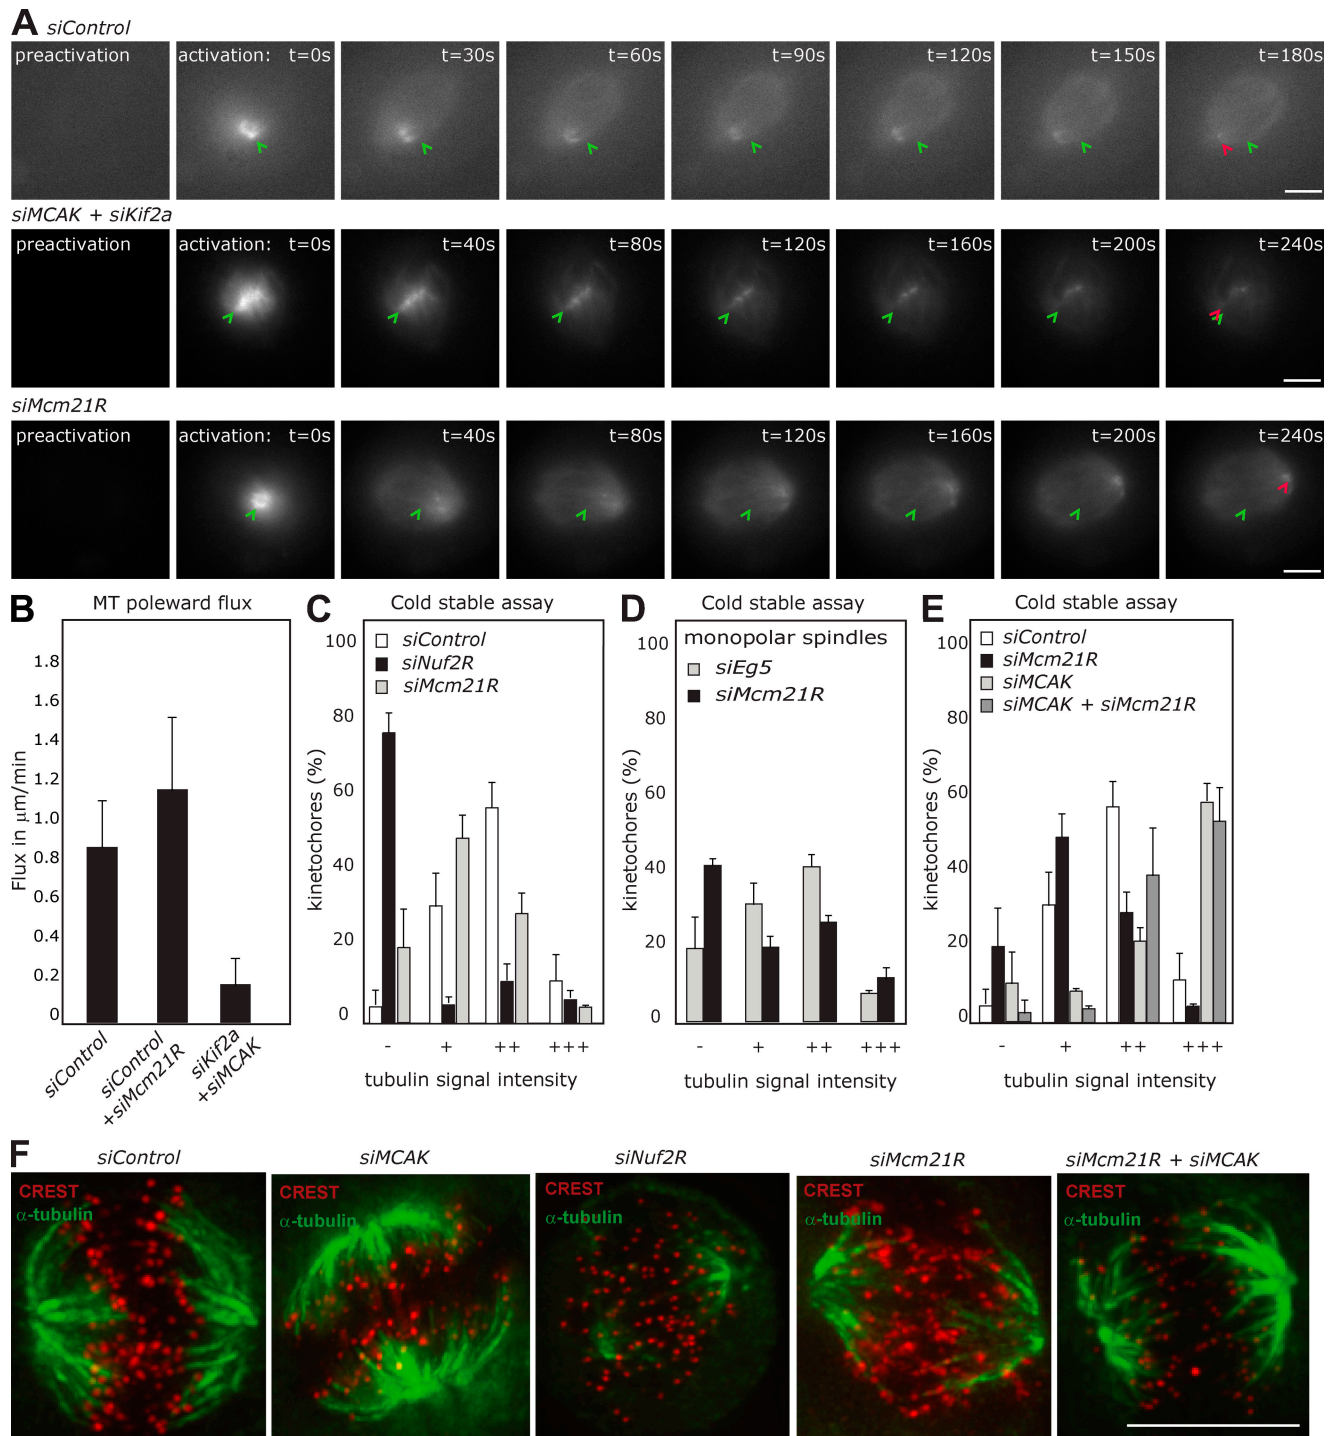 A siControl
preactivation
activation: t=0s
t=30s
t=60s
t=90s
t=120s
t=150s
t=180s
siMCAK + siKif2a
preactivation
activation: t=0s
t=40s
t=80s
t=120s
t=160s
t=200s
t=240s
siMcm21R
preactivation
activation: t=0s
t=40s
t=80s
t=120s
t=160s
t=200s
t=240s
B MT poleward flux
Flux in μm/min
1.8
1.6
1.4
1.2
1.0
0.8
0.6
0.4
0.2
0
siControl
siControl
+siMcm21R
siKif2a
+siMCAK
C Cold stable assay
kinetochores (%)
100
80
60
40
20
0
siControl
siNuf2R
siMcm21R
- + ++ +++
tubulin signal intensity
D Cold stable assay
monopolar spindles
kinetochores (%)
100
80
60
40
20
0
siEg5
siMcm21R
- + ++ +++
tubulin signal intensity
E Cold stable assay
kinetochores (%)
100
80
60
40
20
0
siControl
siMcm21R
siMCAK
siMCAK + siMcm21R
- + ++ +++
tubulin signal intensity
F
siControl
CREST
α-tubulin
siMCAK
CREST
α-tubulin
siNuf2R
CREST
α-tubulin
siMcm21R
CREST
α-tubulin
siMcm21R + siMCAK
CREST
α-tubulin